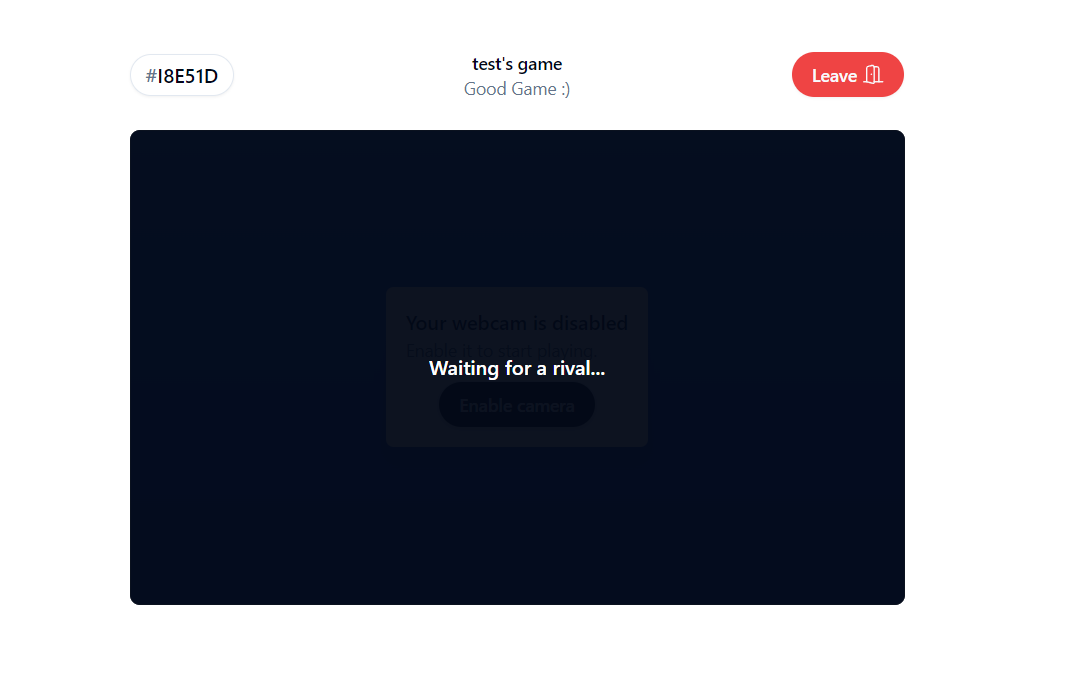 #I8E51D
test's game
Good Game :)
Leave
Your webcam is disabled
Enable it to start playing
Waiting for a rival...
Enable camera